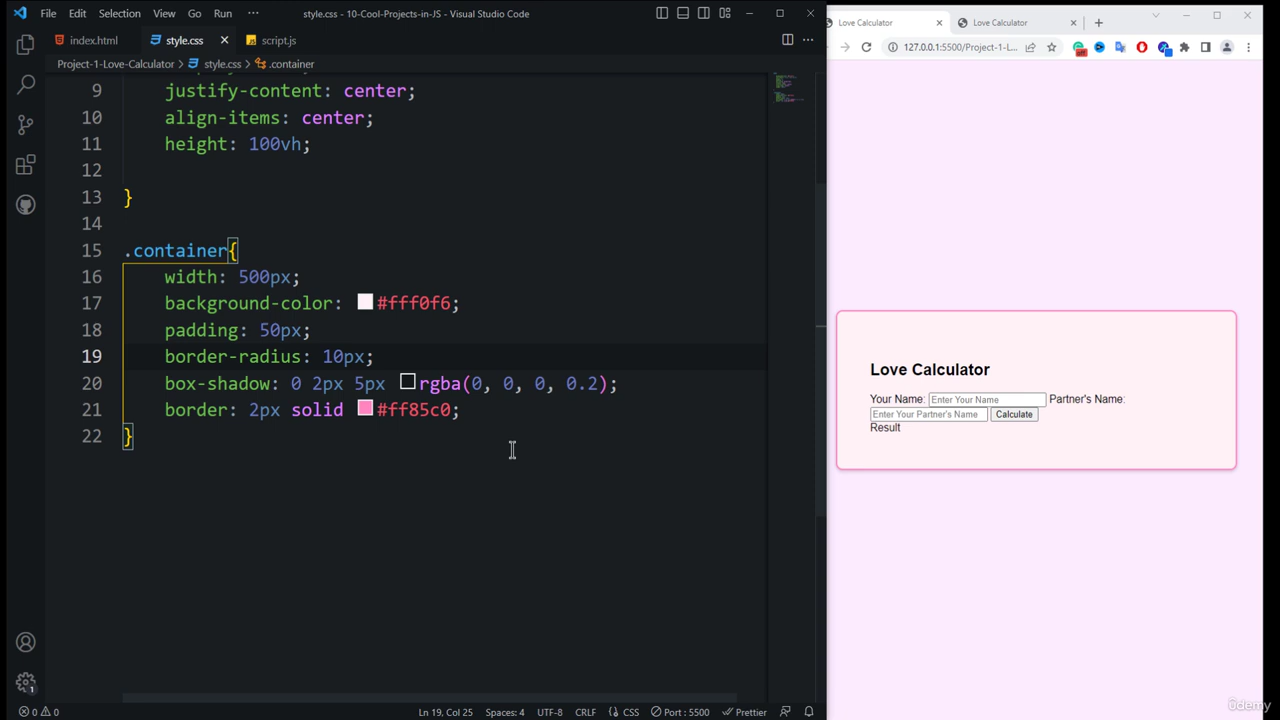 File Edit Selection View Go Run ··· style.css - 10-Cool-Projects-in-JS - Visual Studio Code
index.html style.css script.js
Project-1-Love-Calculator > style.css > .container
9 justify-content: center;
10 align-items: center;
11 height: 100vh;
12
13 }
14
15 .container{
16 width: 500px;
17 background-color: #fff0f6;
18 padding: 50px;
19 border-radius: 10px;
20 box-shadow: 0 2px 5px rgba(0, 0, 0, 0.2);
21 border: 2px solid #ff85c0;
22 }
1
0 0 Ln 19, Col 25 Spaces: 4 UTF-8 CRLF {} CSS Port : 5500 Prettier
Love Calculator Love Calculator
127.0.0.1:5500/Project-1-L...
off
Love Calculator
Your Name: Enter Your Name Partner's Name:
Enter Your Partner's Name Calculate
Result
ûdemy